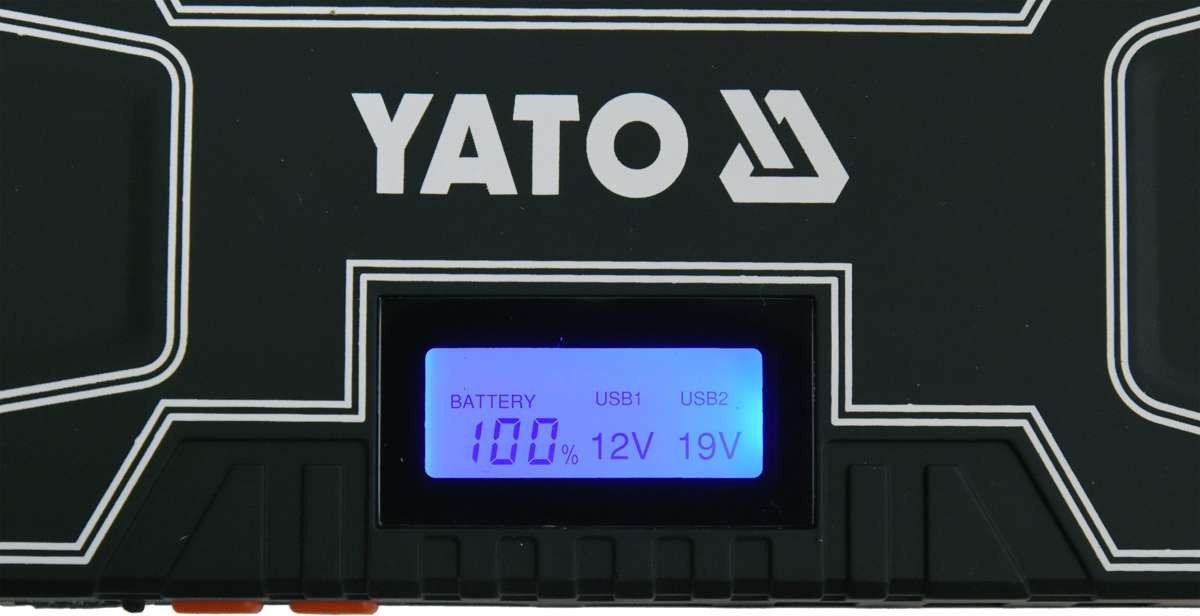 YATO
BATTERY USB1 USB2
100% 12V 19V